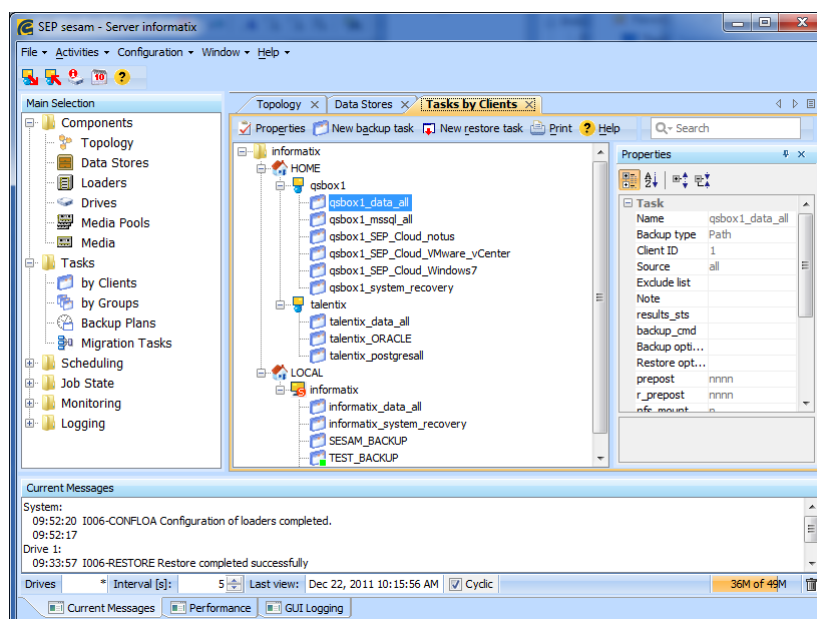 SEP sesam - Server informatix
File Activities Configuration Window Help
Main Selection
Components
Topology
Data Stores
Loaders
Drives
Media Pools
Media
Tasks
by Clients
by Groups
Backup Plans
Migration Tasks
Scheduling
Job State
Monitoring
Logging
Topology Data Stores Tasks by Clients
Properties New backup task New restore task Print Help Search
informatix
HOME
qsbox1
qsbox1_data_all
qsbox1_mssql_all
qsbox1_SEP_Cloud_notus
qsbox1_SEP_Cloud_VMware_vCenter
qsbox1_SEP_Cloud_Windows7
qsbox1_system_recovery
talentix
talentix_data_all
talentix_ORACLE
talentix_postgresall
LOCAL
informatix
informatix_data_all
informatix_system_recovery
SESAM_BACKUP
TEST_BACKUP
Properties
Task
Name qsbox1_data_all
Backup type Path
Client ID 1
Source all
Exclude list
Note
results_sts
backup_cmd
Backup opti...
Restore opt...
prepost nnnn
r_prepost nnnn
nfs_mount n
Current Messages
System:
09:52:20 I006-CONFLOA Configuration of loaders completed.
09:52:17
Drive 1:
09:33:57 I006-RESTORE Restore completed successfully
Drives * Interval [s]: 5 Last view: Dec 22, 2011 10:15:56 AM Cyclic 36M of 49M
Current Messages Performance GUI Logging